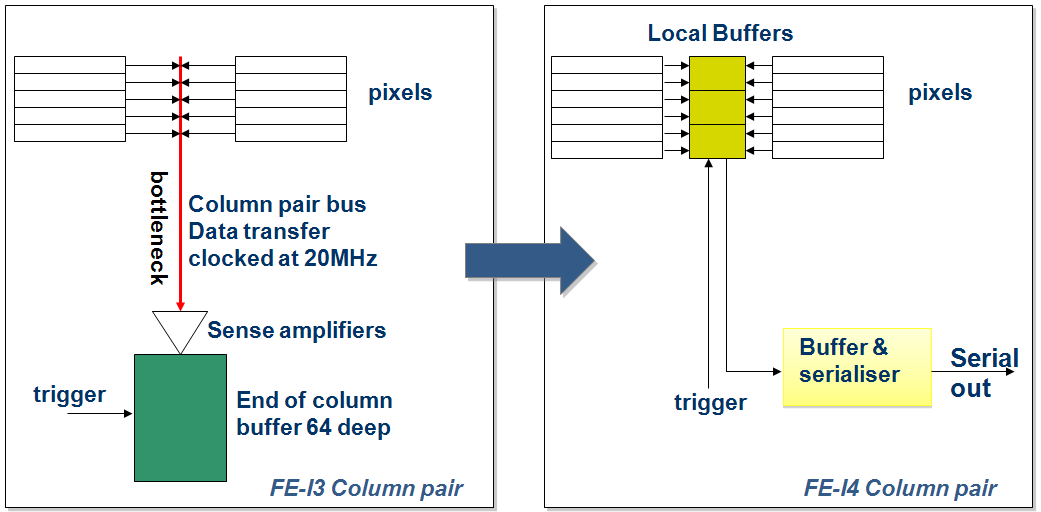 pixels
bottleneck
Column pair bus
Data transfer
clocked at 20MHz
Sense amplifiers
trigger
End of column
buffer 64 deep
FE-I3 Column pair
Local Buffers
pixels
Buffer &
serialiser
Serial
out
trigger
FE-I4 Column pair